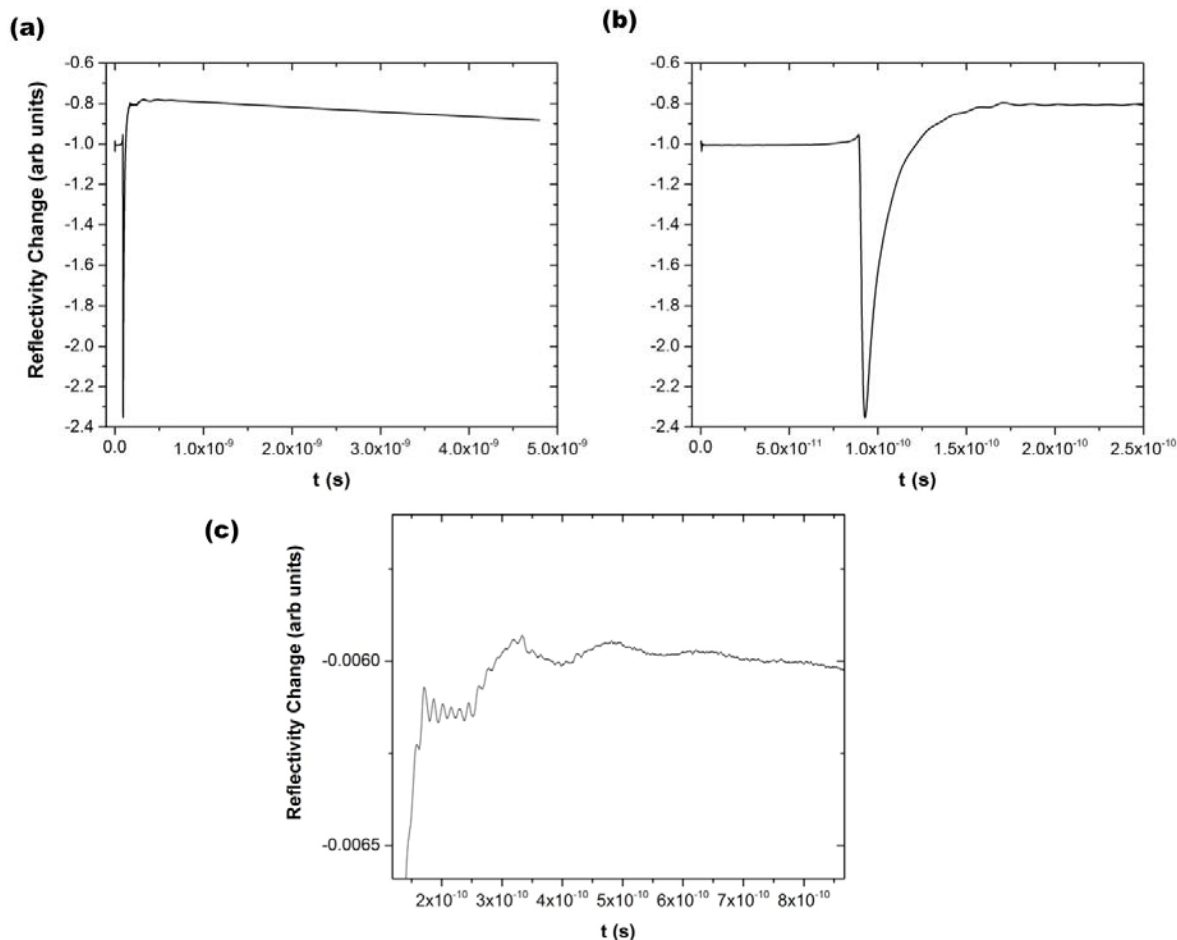 (a)
-0.6
-0.8
-1.0
-1.2
-1.4
-1.6
-1.8
-2.0
-2.2
-2.4
Reflectivity Change (arb units)
0.0 1.0x10⁻⁹ 2.0x10⁻⁹ 3.0x10⁻⁹ 4.0x10⁻⁹ 5.0x10⁻⁹
t (s)
(b)
-0.6
-0.8
-1.0
-1.2
-1.4
-1.6
-1.8
-2.0
-2.2
-2.4
0.0 5.0x10⁻¹¹ 1.0x10⁻¹⁰ 1.5x10⁻¹⁰ 2.0x10⁻¹⁰ 2.5x10⁻¹⁰
t (s)
(c)
Reflectivity Change (arb units)
-0.0060
-0.0065
2x10⁻¹⁰ 3x10⁻¹⁰ 4x10⁻¹⁰ 5x10⁻¹⁰ 6x10⁻¹⁰ 7x10⁻¹⁰ 8x10⁻¹⁰
t (s)